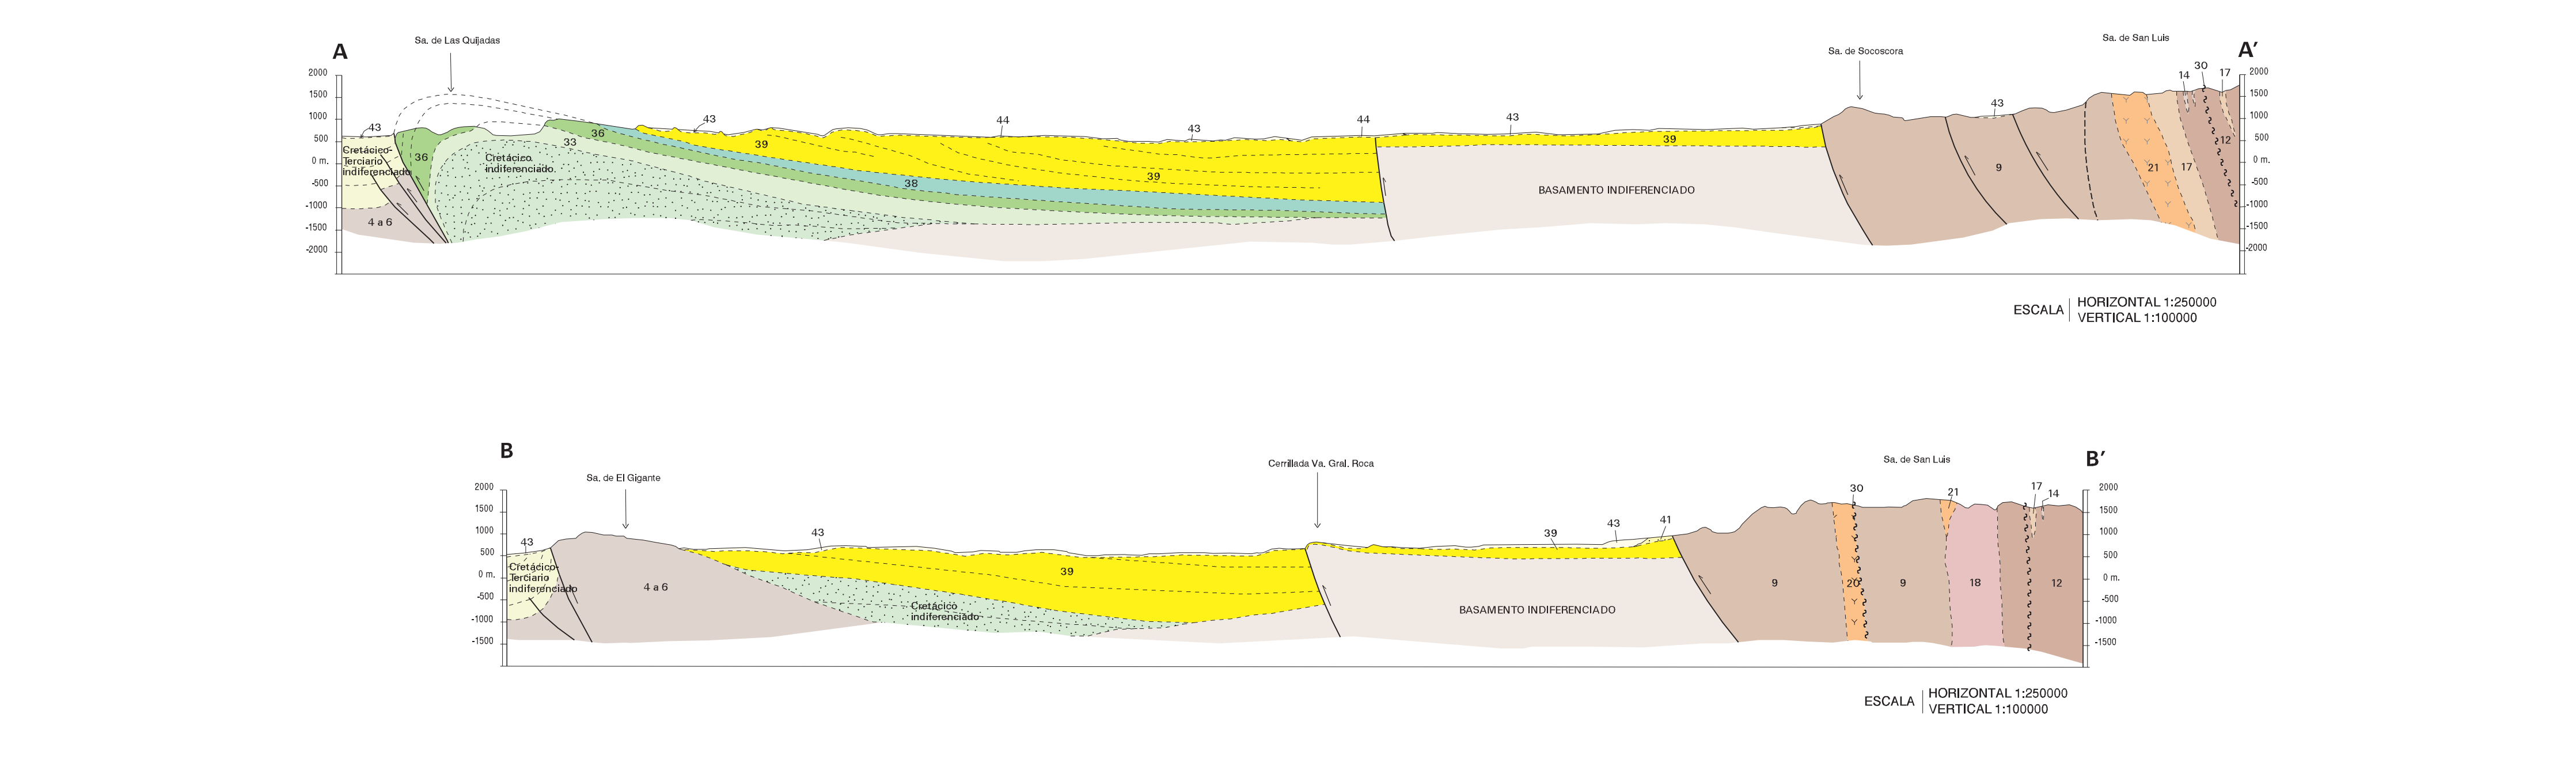 Sa. de San Luis
Sa. de Las Quijadas
A
Sa. de Socoscora
A′
30
14
17
2000
2000
1500
1500
43
44
43
44
43
43
1000
1000
43
36
39
33
39
12
500
500
Cretácico-
Terciario
indiferenciado
36
Cretácico
indiferenciado
0 m.
0 m.
9
21
17
39
38
BASAMENTO INDIFERENCIADO
-500
-500
-1000
-1000
4 a 6
-1500
-1500
-2000
-2000
ESCALA
HORIZONTAL 1:250000
VERTICAL 1:100000
B
B′
Sa. de San Luis
Cerrillada Va. Gral. Roca
Sa. de El Gigante
2000
2000
30
21
17
14
1500
1500
43
43
39
43
41
1000
1000
500
500
Cretácico-
Terciario
indiferenciado
39
0 m.
0 m.
4 a 6
9
20
9
18
12
-500
-500
Cretácico
indiferenciado
BASAMENTO INDIFERENCIADO
-1000
-1000
-1500
-1500
ESCALA
HORIZONTAL 1:250000
VERTICAL 1:100000